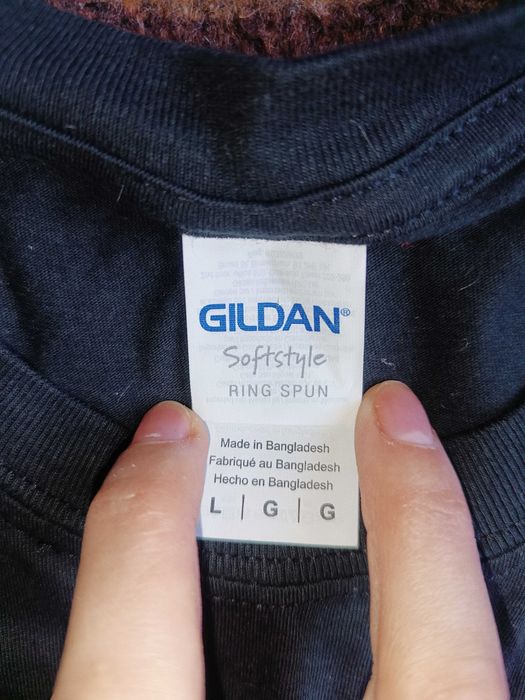 GILDAN®
Softstyle
RING SPUN
Made in Bangladesh
Fabriqué au Bangladesh
Hecho en Bangladesh
L | G | G